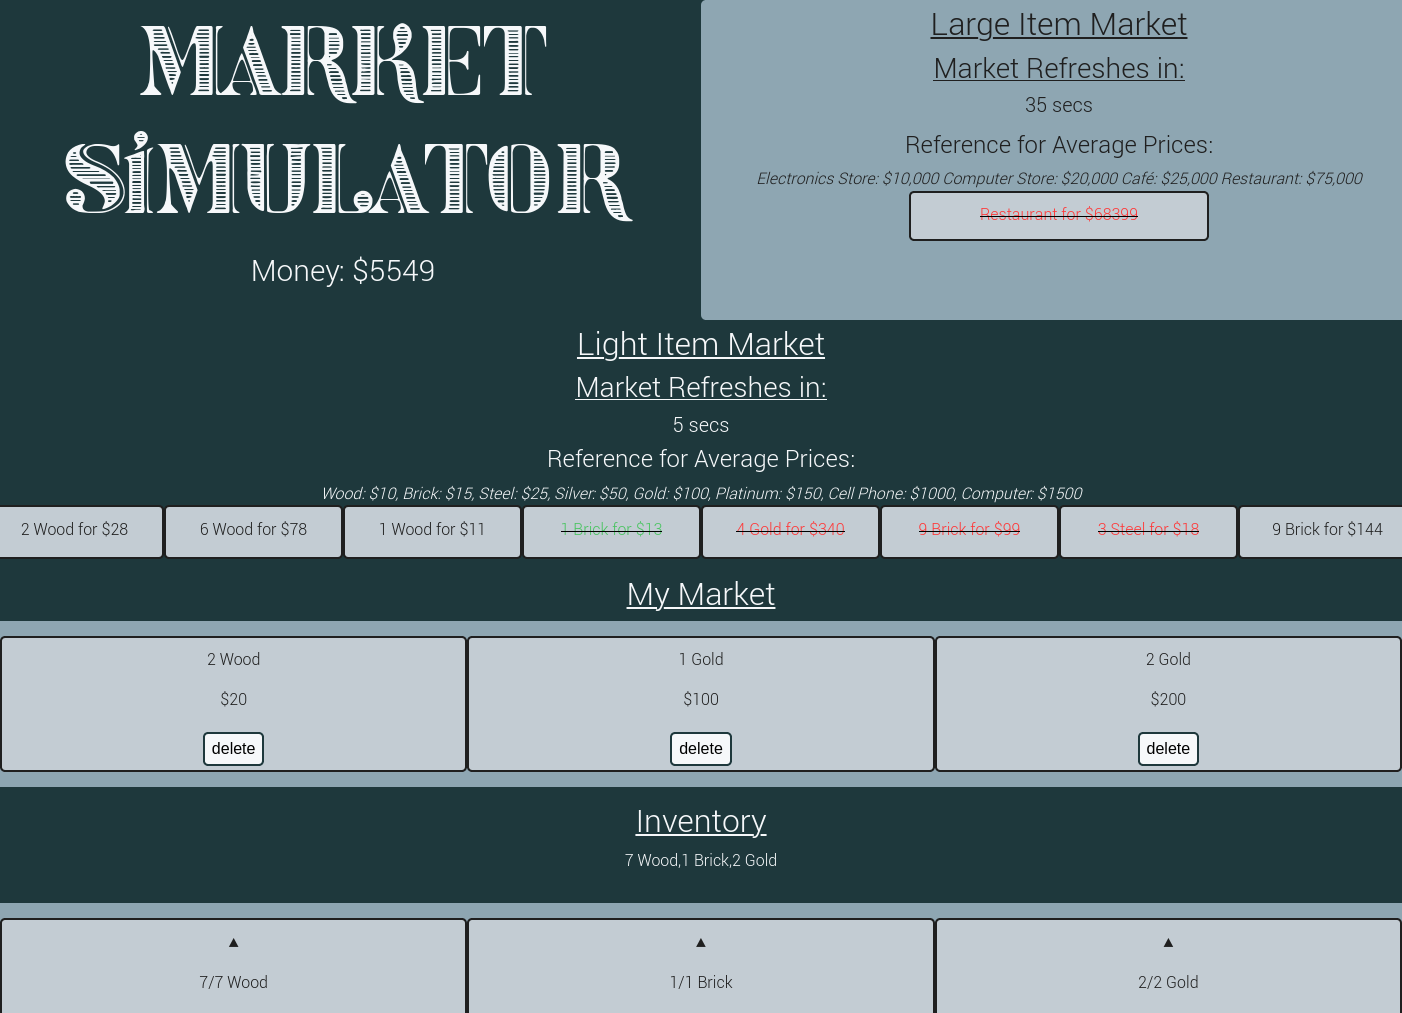 MARKET
SIMULATOR
Money: $5549
Large Item Market
Market Refreshes in:
35 secs
Reference for Average Prices:
Electronics Store: $10,000 Computer Store: $20,000 Café: $25,000 Restaurant: $75,000
Restaurant for $68399
Light Item Market
Market Refreshes in:
5 secs
Reference for Average Prices:
Wood: $10, Brick: $15, Steel: $25, Silver: $50, Gold: $100, Platinum: $150, Cell Phone: $1000, Computer: $1500
2 Wood for $28
6 Wood for $78
1 Wood for $11
1 Brick for $13
4 Gold for $340
9 Brick for $99
3 Steel for $18
9 Brick for $144
My Market
2 Wood
$20
delete
1 Gold
$100
delete
2 Gold
$200
delete
Inventory
7 Wood,1 Brick,2 Gold
▲
7/7 Wood
▲
1/1 Brick
▲
2/2 Gold